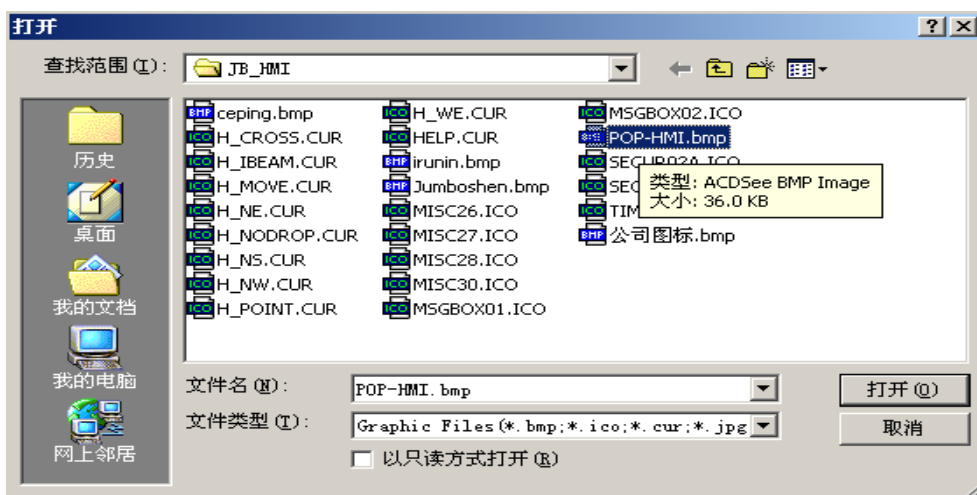 打开
查找范围(I):
JB_HMI
历史
桌面
我的文档
我的电脑
网上邻居
ceping.bmp
H_CROSS.CUR
H_IBEAM.CUR
H_MOVE.CUR
H_NE.CUR
H_NODROP.CUR
H_NS.CUR
H_NW.CUR
H_POINT.CUR
H_WE.CUR
HELP.CUR
irunin.bmp
Jumboshen.bmp
MISC26.ICO
MISC27.ICO
MISC28.ICO
MISC30.ICO
MSGBOX01.ICO
MSGBOX02.ICO
POP-HMI.bmp
SECUR02A.ICO
SEC
TIM
公司图标.bmp
类型: ACDSee BMP Image
大小: 36.0 KB
文件名(N):
POP-HMI.bmp
打开(O)
文件类型(T):
Graphic Files(*.bmp;*.ico;*.cur;*.jpg
取消
以只读方式打开(R)